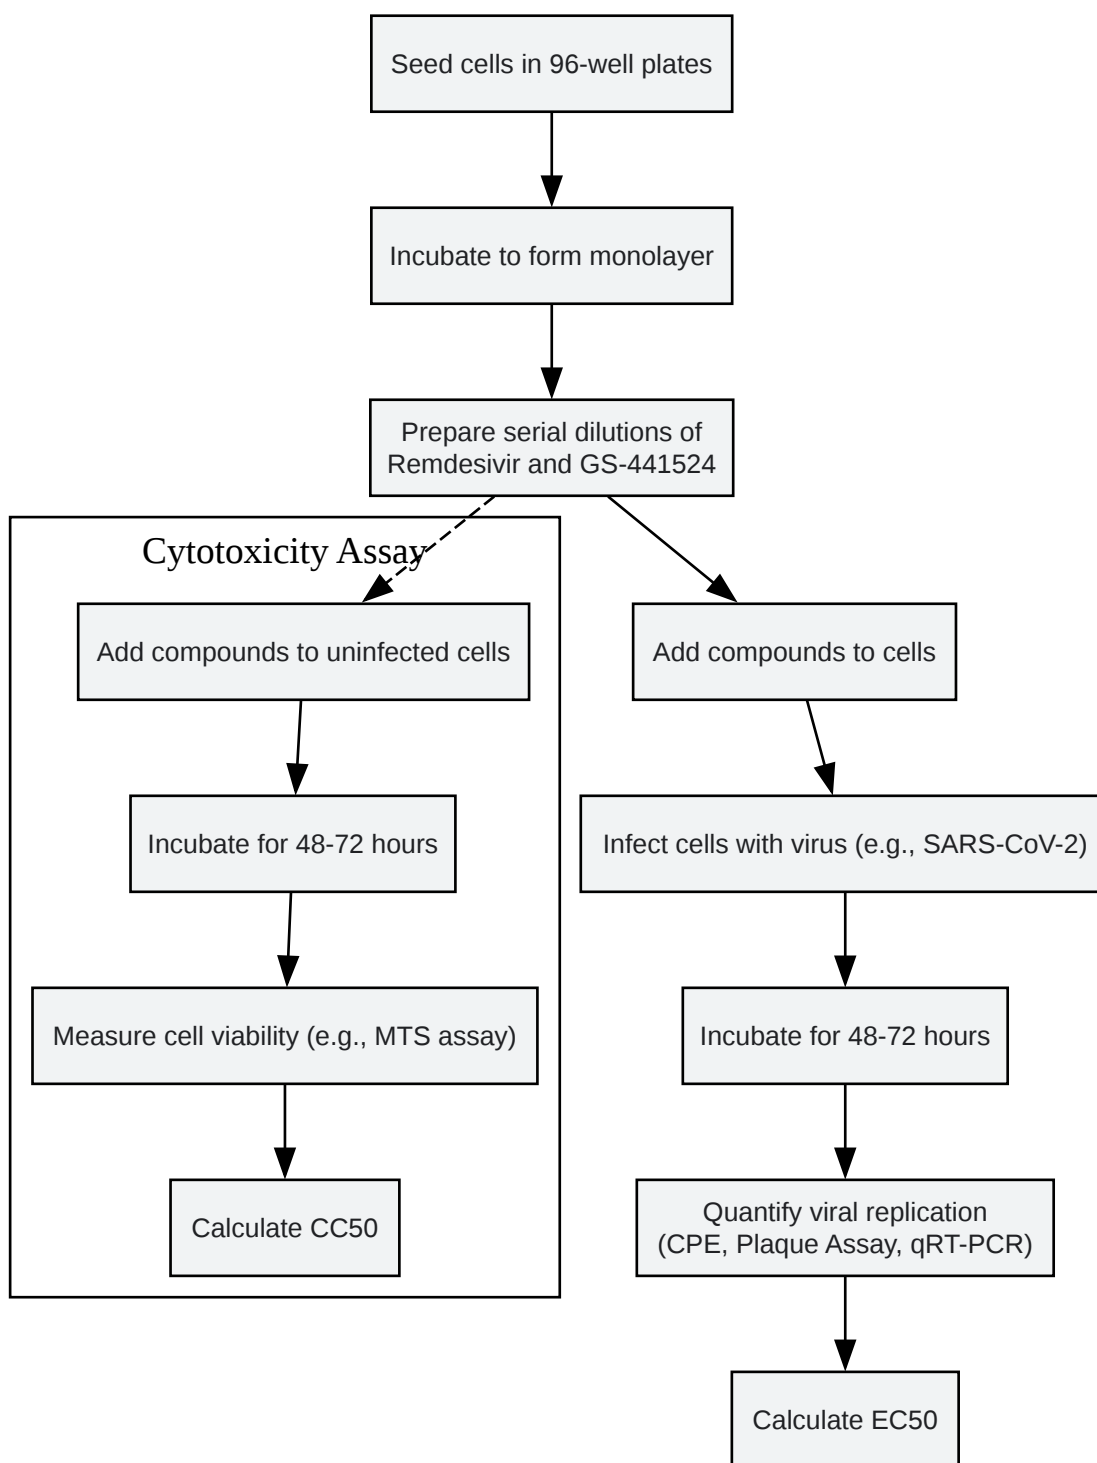 Seed cells in 96-well plates
Incubate to form monolayer
Prepare serial dilutions of
Remdesivir and GS-441524
Cytotoxicity Assay
Add compounds to uninfected cells
Incubate for 48-72 hours
Measure cell viability (e.g., MTS assay)
Calculate CC50
Add compounds to cells
Infect cells with virus (e.g., SARS-CoV-2)
Incubate for 48-72 hours
Quantify viral replication
(CPE, Plaque Assay, qRT-PCR)
Calculate EC50